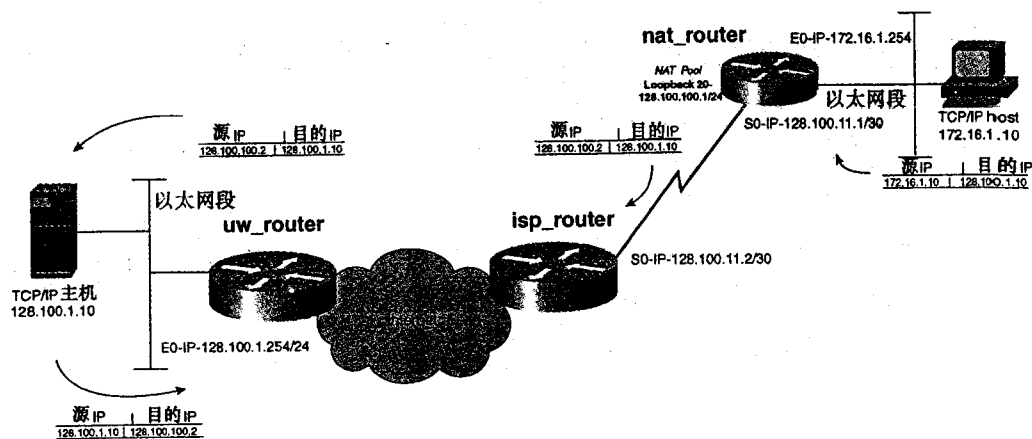 nat_router
E0-IP-172.16.1.254
NAT Pool
Loopback 20-
128.100.100.1/24
以太网段
TCP/IP host
172.16.1.10
S0-IP-128.100.11.1/30
源IP | 目的IP
128.100.100.2 | 128.100.1.10
源IP | 目的IP
128.100.100.2 | 128.100.1.10
源IP | 目的IP
172.16.1.10 | 128.100.1.10
以太网段
uw_router
isp_router
S0-IP-128.100.11.2/30
TCP/IP 主机
128.100.1.10
E0-IP-128.100.1.254/24
源IP | 目的IP
128.100.1.10 | 128.100.100.2